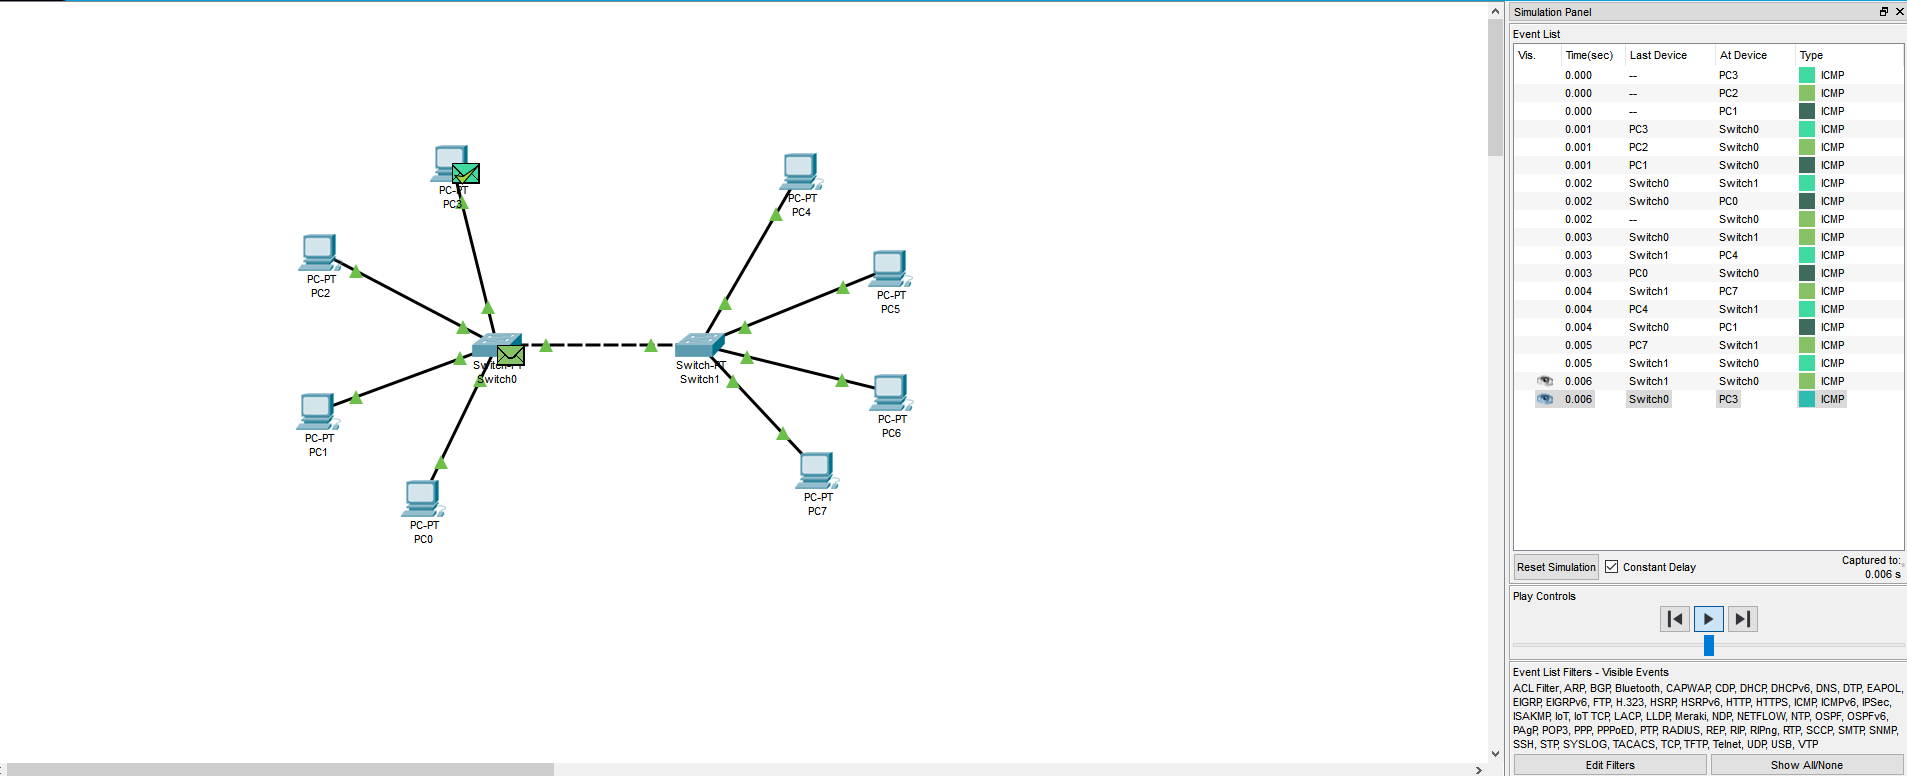 PC-PT
PC3
PC-PT
PC4
PC-PT
PC2
PC-PT
PC5
Switch-PT
Switch0
Switch-PT
Switch1
PC-PT
PC1
PC-PT
PC6
PC-PT
PC0
PC-PT
PC7
Simulation Panel
Event List
Vis. Time(sec) Last Device At Device Type
0.000 -- PC3 ICMP
0.000 -- PC2 ICMP
0.000 -- PC1 ICMP
0.001 PC3 Switch0 ICMP
0.001 PC2 Switch0 ICMP
0.001 PC1 Switch0 ICMP
0.002 Switch0 Switch1 ICMP
0.002 Switch0 PC0 ICMP
0.002 -- Switch0 ICMP
0.003 Switch0 Switch1 ICMP
0.003 Switch1 PC4 ICMP
0.003 PC0 Switch0 ICMP
0.004 Switch1 PC7 ICMP
0.004 PC4 Switch1 ICMP
0.004 Switch0 PC1 ICMP
0.005 PC7 Switch1 ICMP
0.005 Switch1 Switch0 ICMP
0.006 Switch1 Switch0 ICMP
0.006 Switch0 PC3 ICMP
Reset Simulation Constant Delay Captured to:
0.006 s
Play Controls
Event List Filters - Visible Events
ACL Filter, ARP, BGP, Bluetooth, CAPWAP, CDP, DHCP, DHCPv6, DNS, DTP, EAPOL,
EIGRP, EIGRPv6, FTP, H.323, HSRP, HSRPv6, HTTP, HTTPS, ICMP, ICMPv6, IPSec,
ISAKMP, IoT, IoT TCP, LACP, LLDP, Meraki, NDP, NETFLOW, NTP, OSPF, OSPFv6,
PAgP, POP3, PPP, PPPoED, PTP, RADIUS, REP, RIP, RIPng, RTP, SCCP, SMTP, SNMP,
SSH, STP, SYSLOG, TACACS, TCP, TFTP, Telnet, UDP, USB, VTP
Edit Filters Show All/None